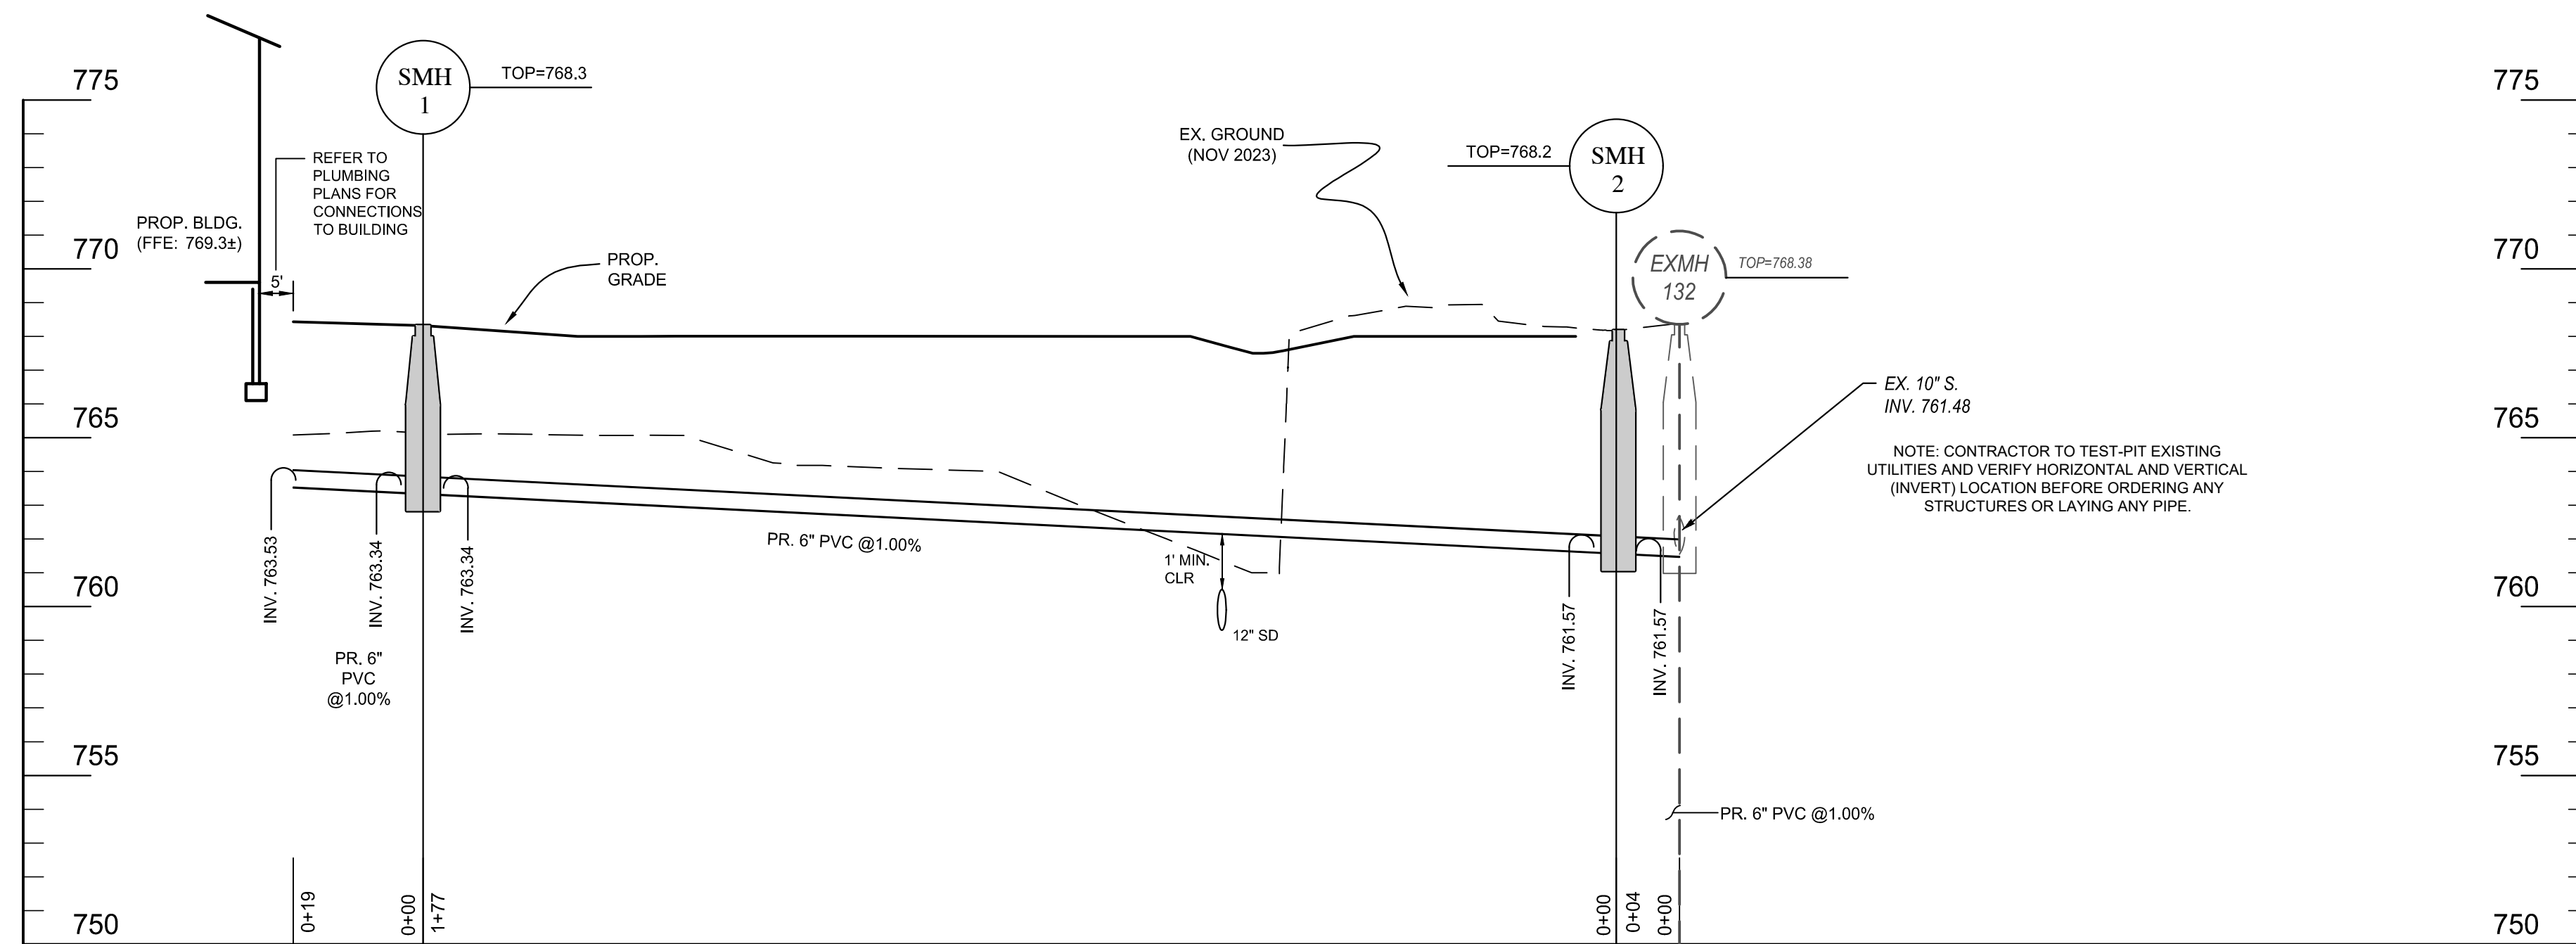 775
SMH
1
TOP=768.3
775
REFER TO
PLUMBING
PLANS FOR
CONNECTIONS
TO BUILDING
EX. GROUND
(NOV 2023)
TOP=768.2
SMH
2
PROP. BLDG.
(FFE: 769.3±)
770
5'
PROP.
GRADE
EXMH
132
TOP=768.38
770
765
EX. 10" S.
INV. 761.48
765
NOTE: CONTRACTOR TO TEST-PIT EXISTING
UTILITIES AND VERIFY HORIZONTAL AND VERTICAL
(INVERT) LOCATION BEFORE ORDERING ANY
STRUCTURES OR LAYING ANY PIPE.
INV. 763.53
INV. 763.34
INV. 763.34
PR. 6" PVC @1.00%
1' MIN.
CLR
760
12" SD
INV. 761.57
INV. 761.57
760
PR. 6"
PVC
@1.00%
755
755
PR. 6" PVC @1.00%
750
0+19
0+00
1+77
0+00
0+04
0+00
750